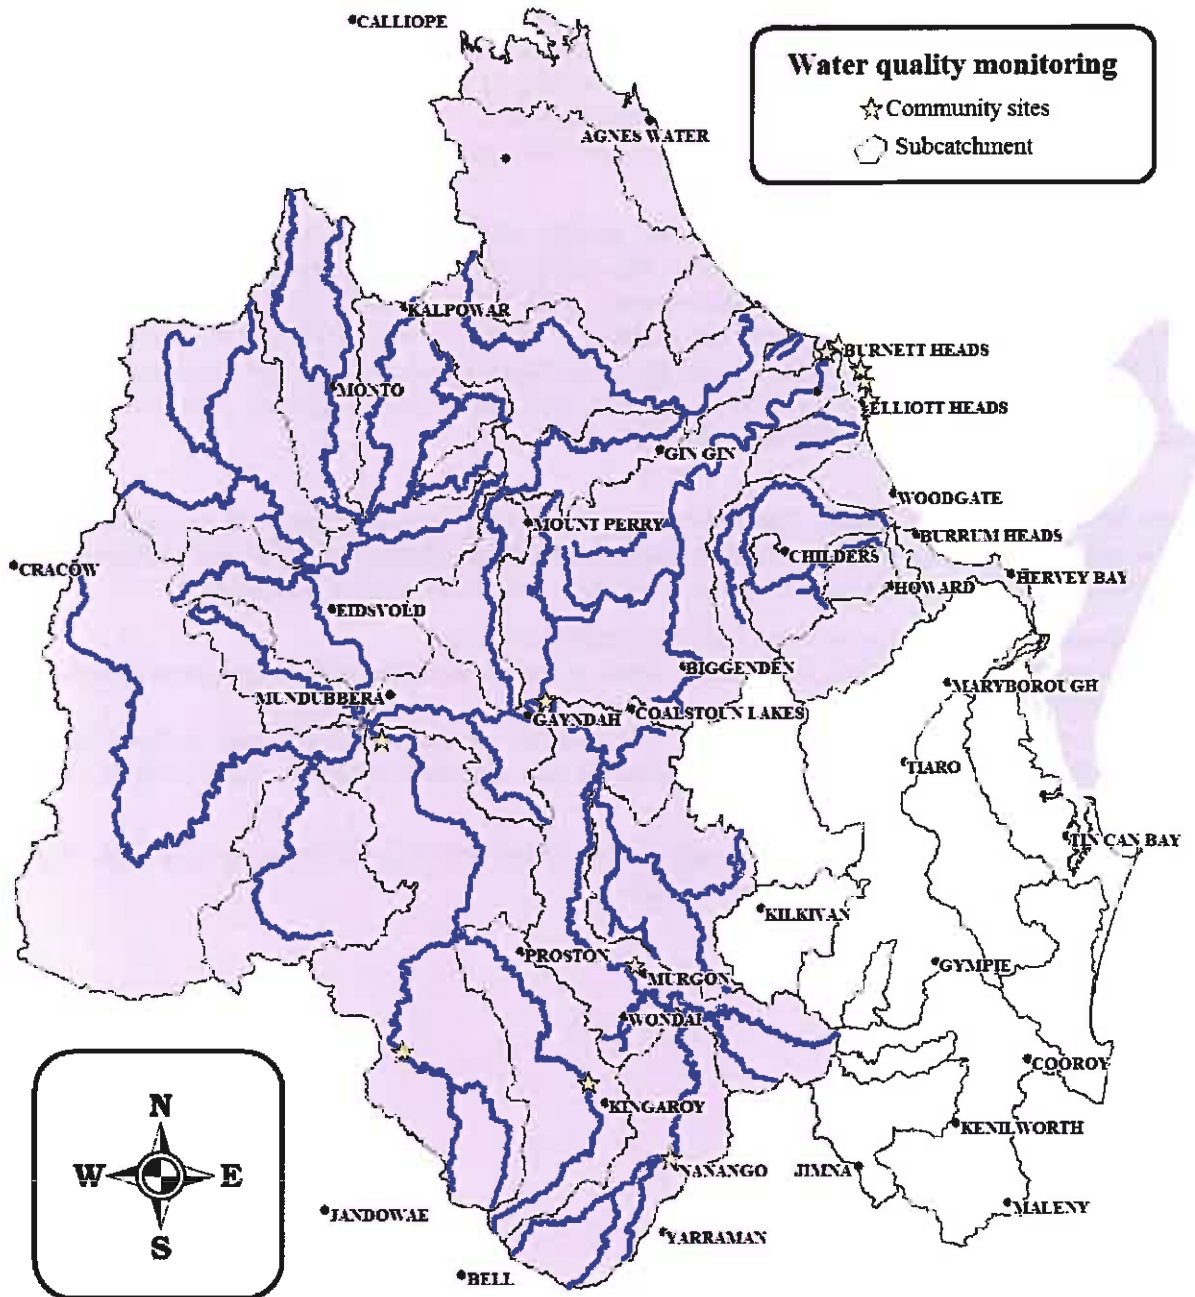 CALLIOPE
Water quality monitoring
Community sites
Subcatchment
AGNES WATER
KALPOWAR
BURNETT HEADS
MONTO
ELLIOTT HEADS
GIN GIN
WOODGATE
MOUNT PERRY
BURRUM HEADS
CHILDERS
CRACOW
HERVEY BAY
HOWARD
EIDSVOLD
BIGGENDEN
MARYBOROUGH
MUNDUBBERA
GAYNDAH
COALSTOUN LAKES
TIARO
TIN CAN BAY
KILKIVAN
PROSTON
GYMPIE
MURGON
WONDAI
COOROY
KINGAROY
KENILWORTH
NANANGO
JIMNA
MALENY
JANDOWAE
YARRAMAN
BELL
N
W
E
S